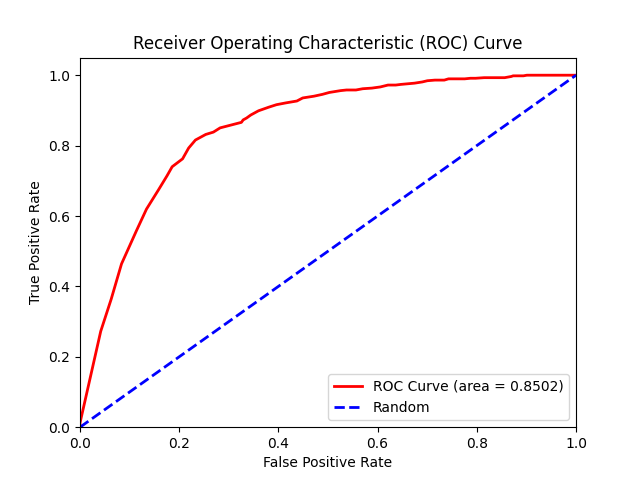 Receiver Operating Characteristic (ROC) Curve
1.0
0.8
0.6
0.4
0.2
0.0
True Positive Rate
0.0 0.2 0.4 0.6 0.8 1.0
False Positive Rate
ROC Curve (area = 0.8502)
Random